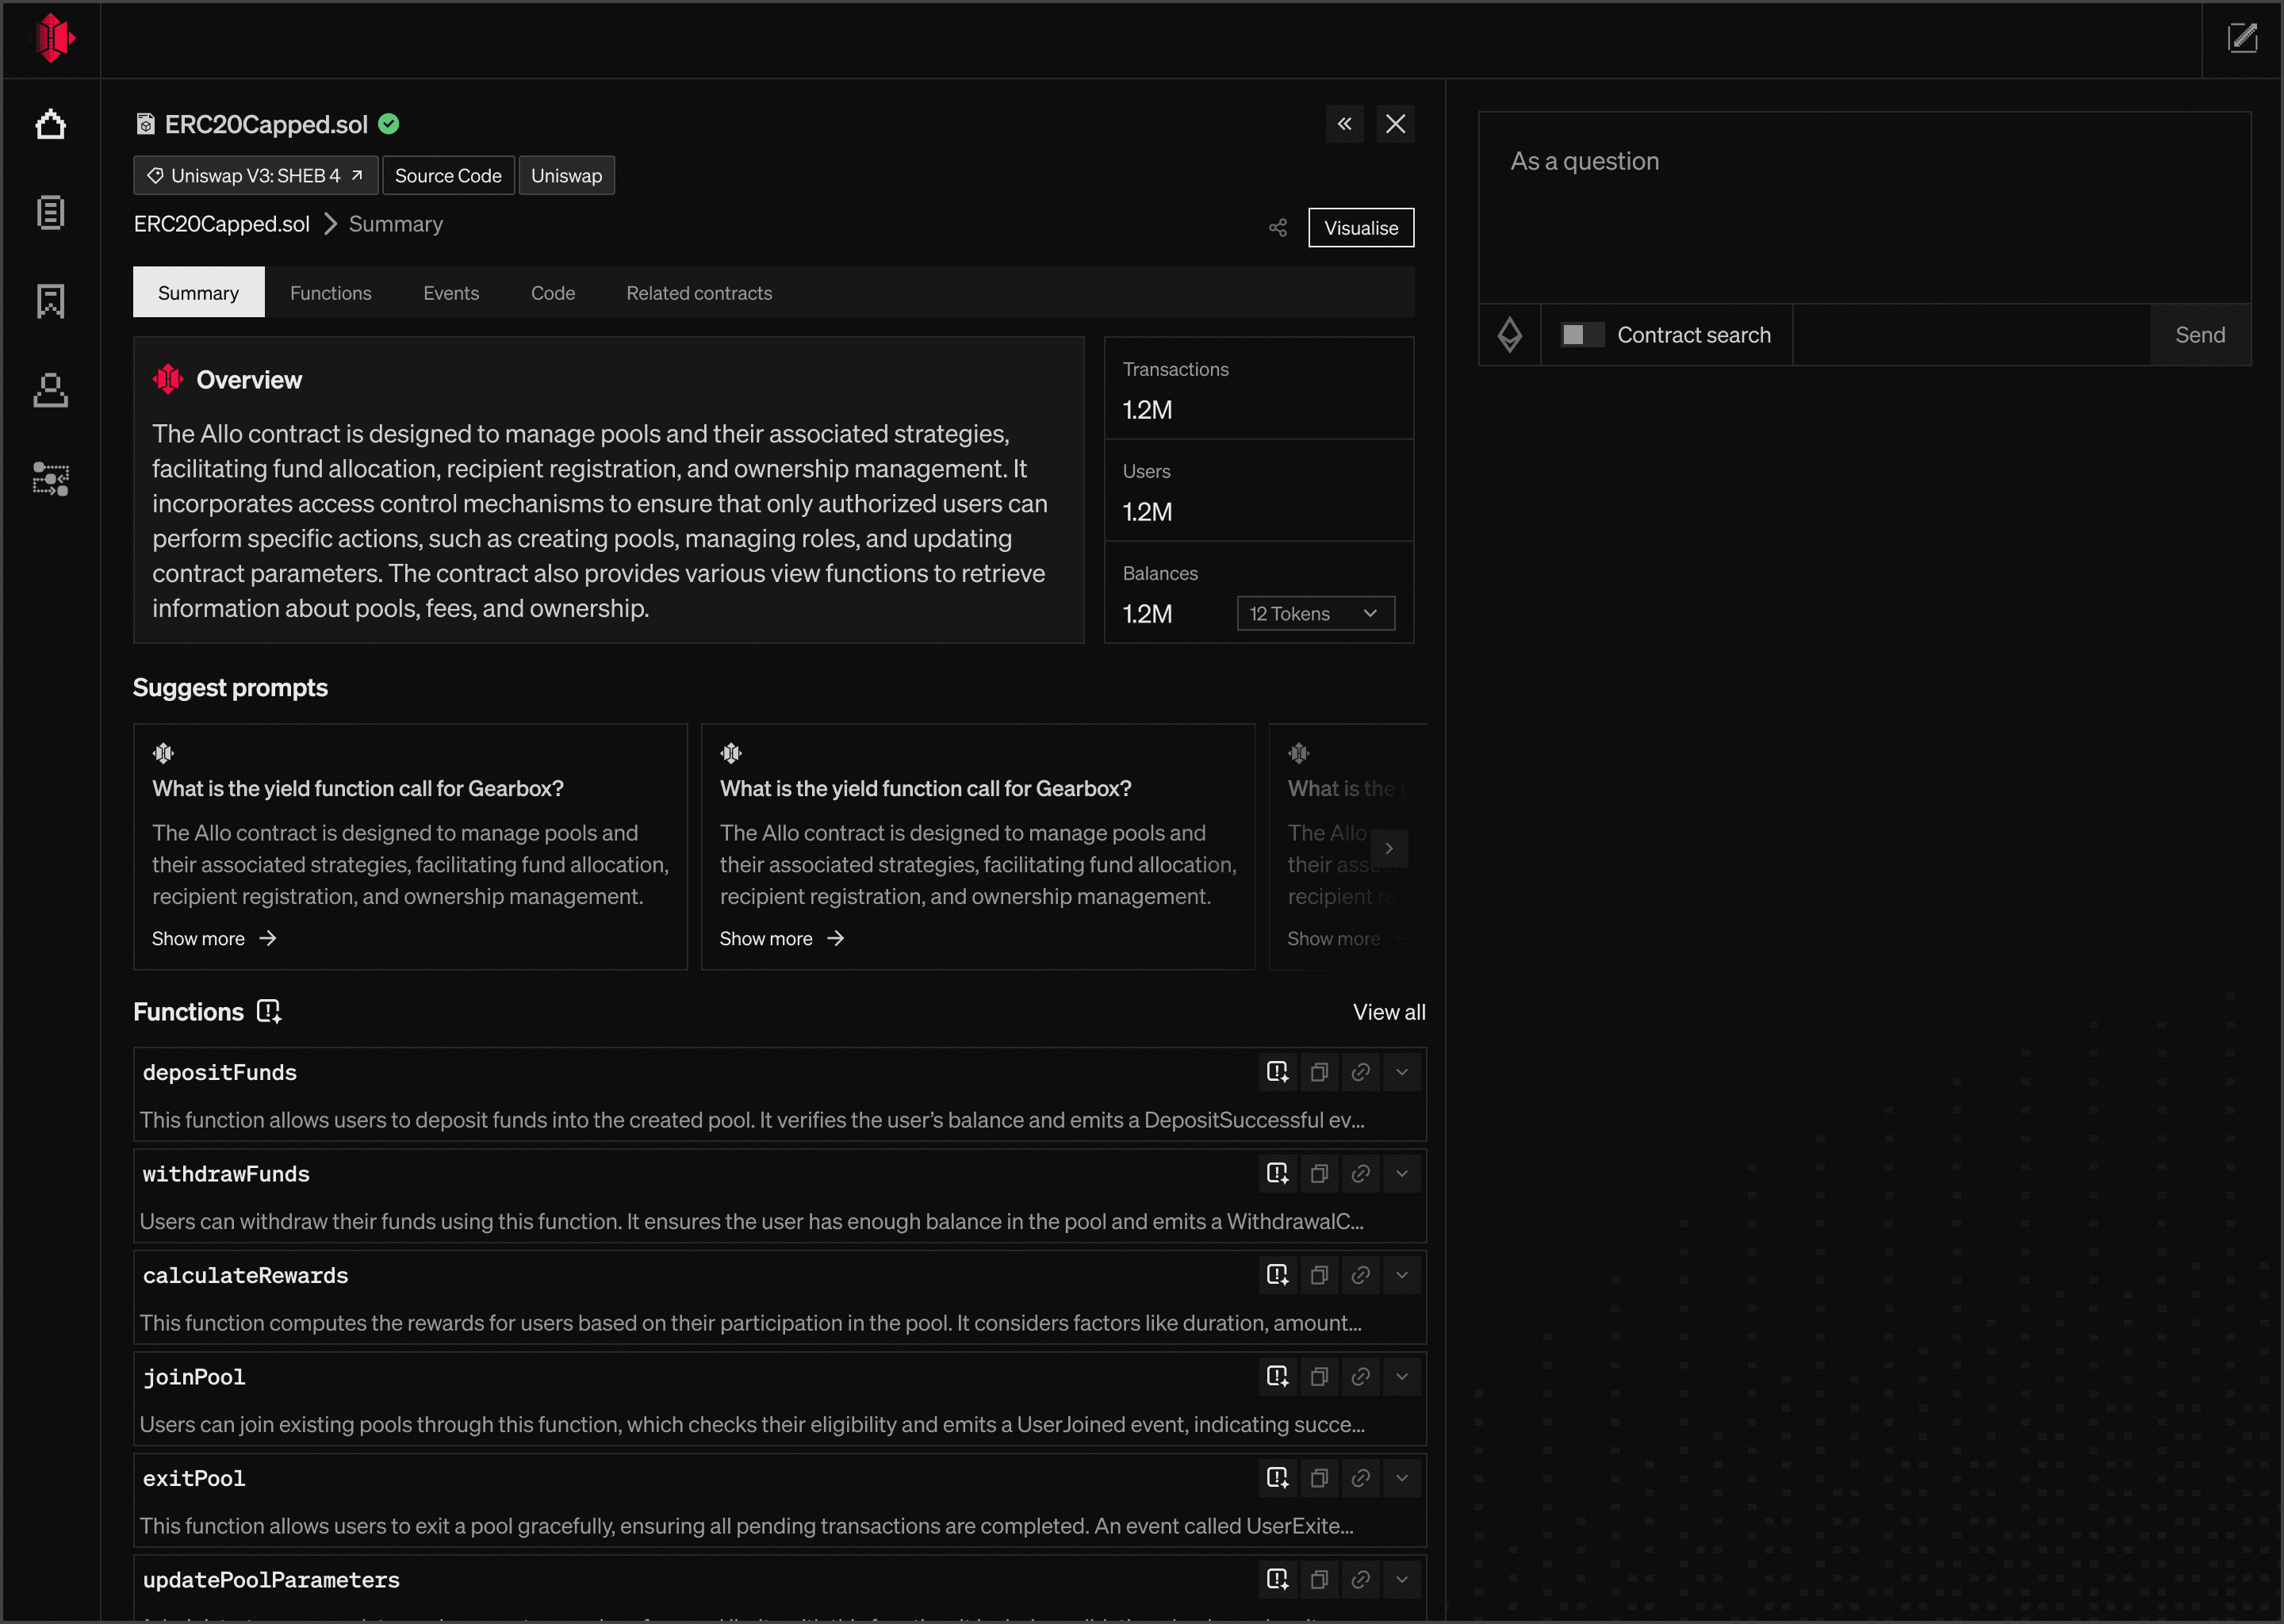 ERC20Capped.sol
Uniswap V3: SHEB 4
Source Code
Uniswap
ERC20Capped.sol
Summary
Visualise
Summary
Functions
Events
Code
Related contracts
Overview
The Allo contract is designed to manage pools and their associated strategies,
facilitating fund allocation, recipient registration, and ownership management. It
incorporates access control mechanisms to ensure that only authorized users can
perform specific actions, such as creating pools, managing roles, and updating
contract parameters. The contract also provides various view functions to retrieve
information about pools, fees, and ownership.
Transactions
1.2M
Users
1.2M
Balances
1.2M
12 Tokens
Suggest prompts
What is the yield function call for Gearbox?
The Allo contract is designed to manage pools and
their associated strategies, facilitating fund allocation,
recipient registration, and ownership management.
Show more
What is the yield function call for Gearbox?
The Allo contract is designed to manage pools and
their associated strategies, facilitating fund allocation,
recipient registration, and ownership management.
Show more
What is the
The Allo
their
recipient
Show more
Functions
View all
depositFunds
This function allows users to deposit funds into the created pool. It verifies the user’s balance and emits a DepositSuccessful ev...
withdrawFunds
Users can withdraw their funds using this function. It ensures the user has enough balance in the pool and emits a WithdrawalC...
calculateRewards
This function computes the rewards for users based on their participation in the pool. It considers factors like duration, amount...
joinPool
Users can join existing pools through this function, which checks their eligibility and emits a UserJoined event, indicating succe...
exitPool
This function allows users to exit a pool gracefully, ensuring all pending transactions are completed. An event called UserExite...
updatePoolParameters
As a question
Contract search
Send